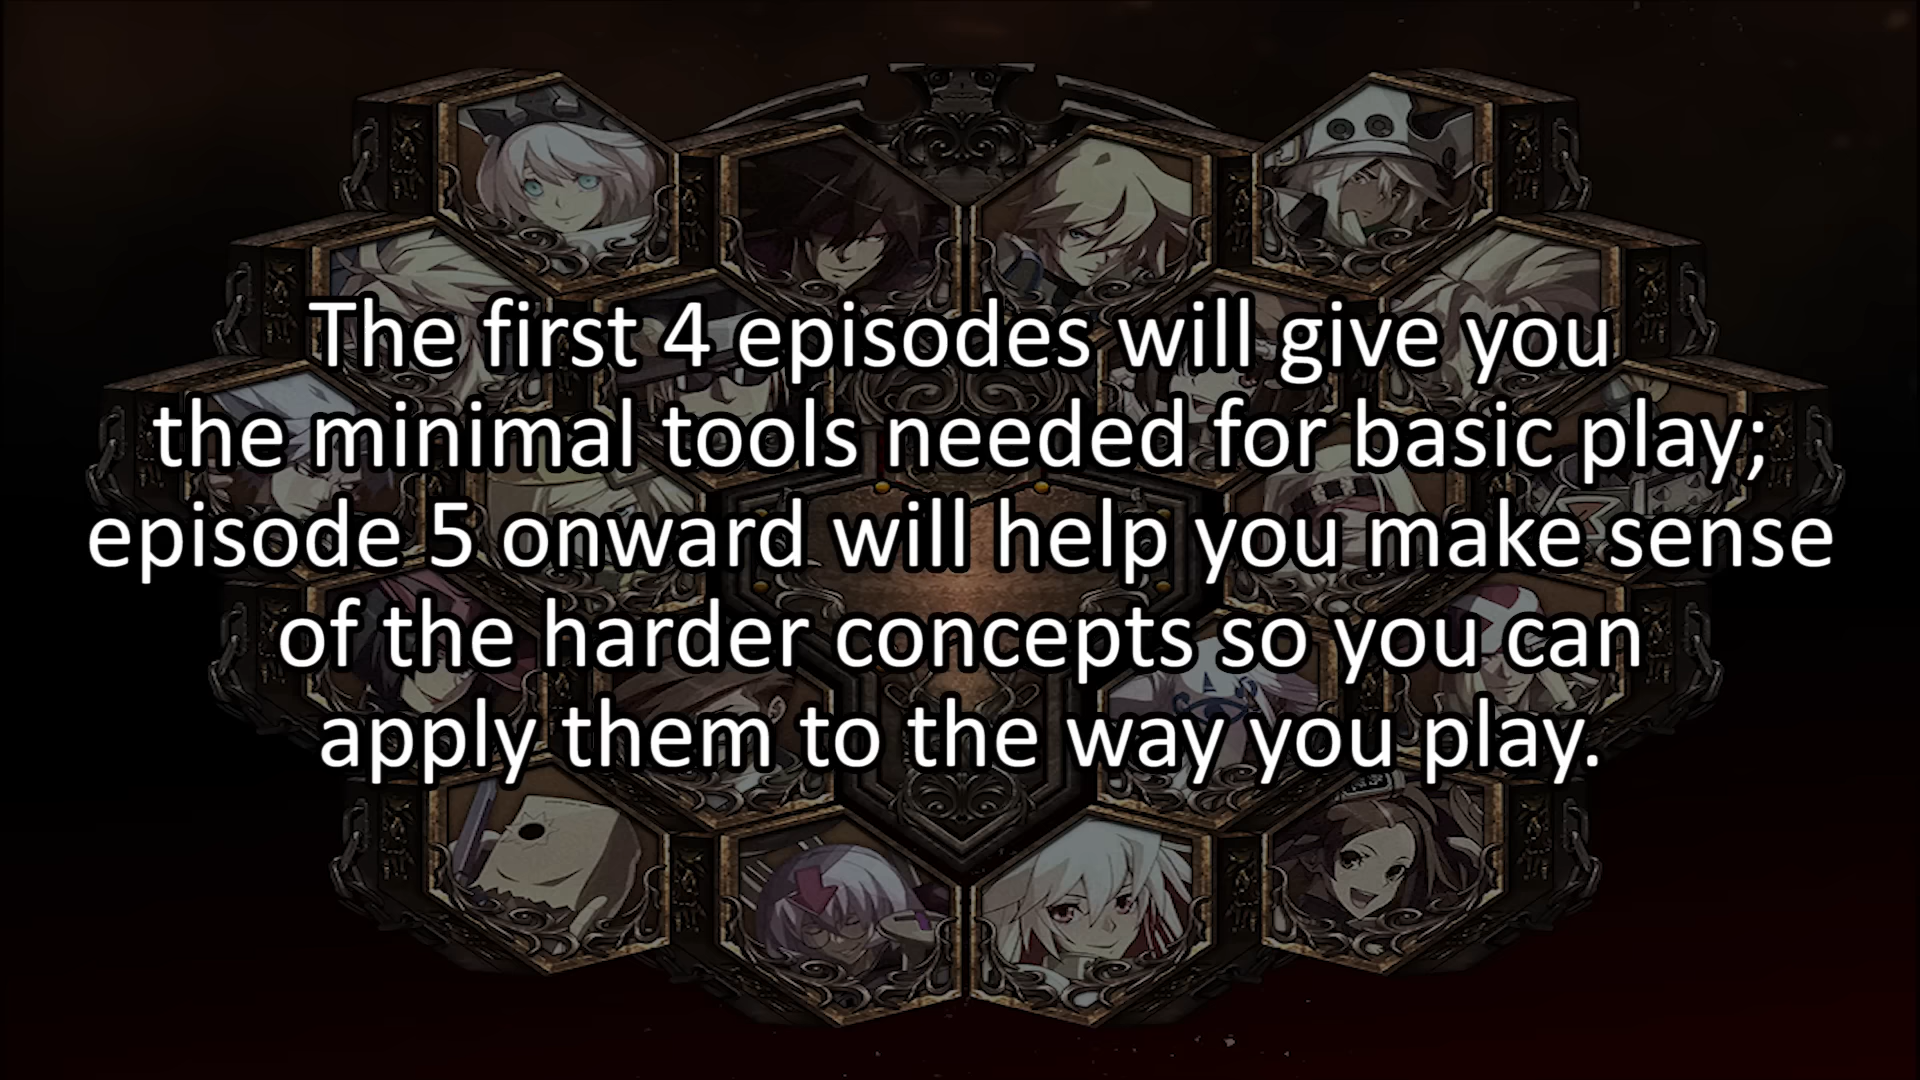 The first 4 episodes will give you
the minimal tools needed for basic play;
episode 5 onward will help you make sense
of the harder concepts so you can
apply them to the way you play.